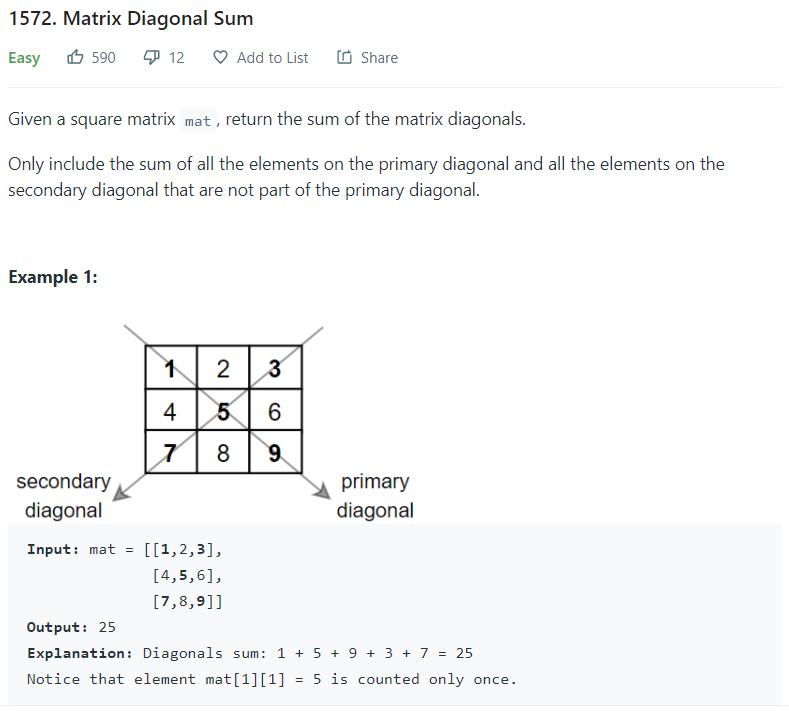 1572. Matrix Diagonal Sum
Easy 590 12 Add to List Share
Given a square matrix mat , return the sum of the matrix diagonals.
Only include the sum of all the elements on the primary diagonal and all the elements on the
secondary diagonal that are not part of the primary diagonal.
Example 1:
1 2 3
4 5 6
7 8 9
secondary
diagonal
primary
diagonal
Input: mat = [[1,2,3],
[4,5,6],
[7,8,9]]
Output: 25
Explanation: Diagonals sum: 1 + 5 + 9 + 3 + 7 = 25
Notice that element mat[1][1] = 5 is counted only once.